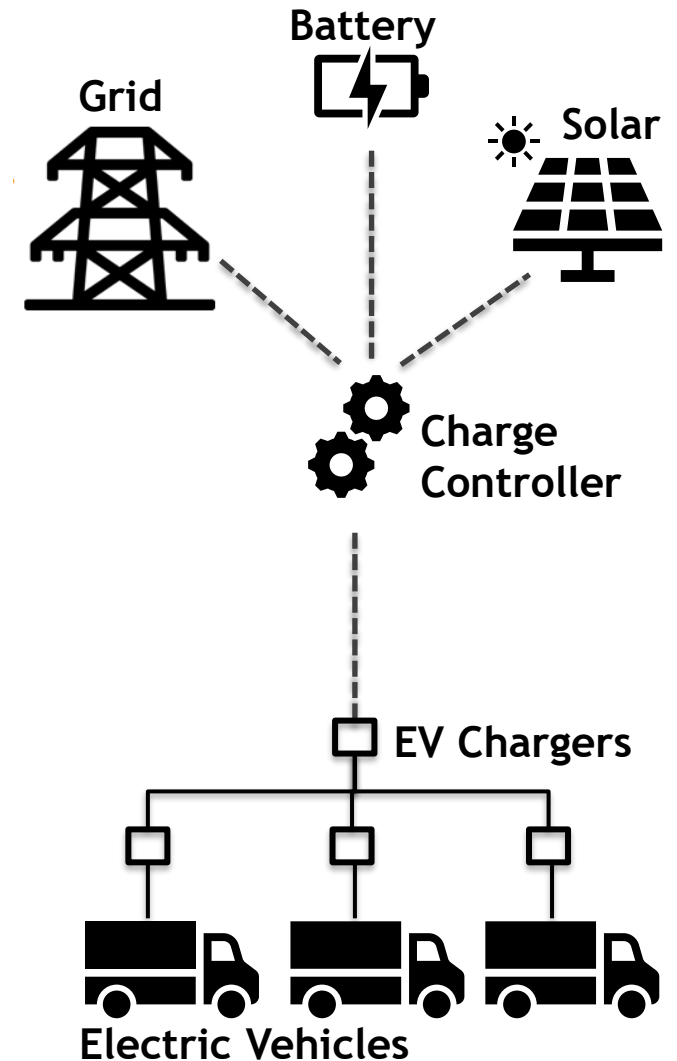 Battery
Grid
Solar
Charge
Controller
EV Chargers
Electric Vehicles